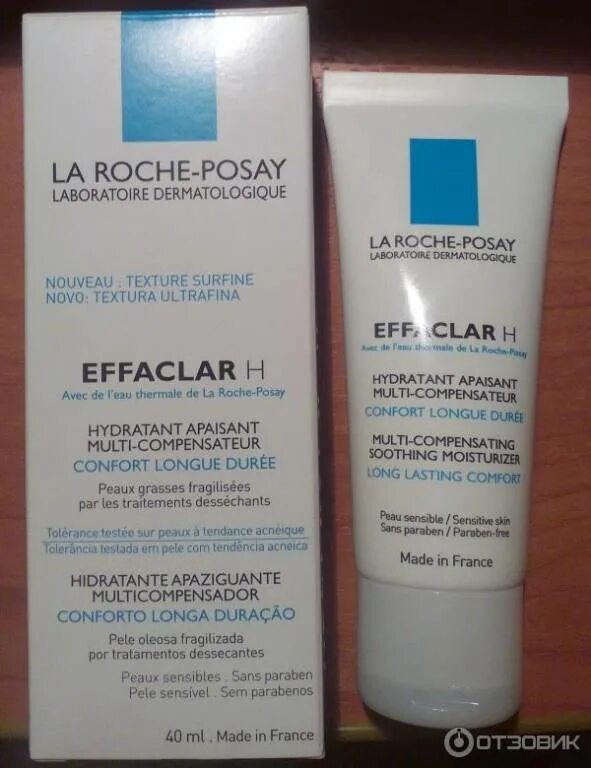 LA ROCHE-POSAY
LABORATOIRE DERMATOLOGIQUE
NOUVEAU : TEXTURE SURFINE
NOVO: TEXTURA ULTRAFINA
EFFACLAR H
Avec de l'eau thermale de La Roche-Posay
HYDRATANT APAISANT
MULTI-COMPENSATEUR
CONFORT LONGUE DURÉE
Peaux grasses fragilisées
par les traitements desséchants
Tolérance testée sur peaux à tendance acnéique
Tolerância testada em pele com tendência acneica
HIDRATANTE APAZIGUANTE
MULTICOMPENSADOR
CONFORTO LONGA DURAÇÃO
Pele oleosa fragilizada
por tratamentos dessecantes
Peaux sensibles . Sans paraben
Pele sensível . Sem parabenos
40 ml . Made in France
LA ROCHE-POSAY
LABORATOIRE DERMATOLOGIQUE
EFFACLAR H
Avec de l'eau thermale de La Roche-Posay
HYDRATANT APAISANT
MULTI-COMPENSATEUR
CONFORT LONGUE DURÉE
MULTI-COMPENSATING
SOOTHING MOISTURIZER
LONG LASTING COMFORT
Peau sensible / Sensitive skin
Sans paraben / Paraben-free
Made in France
ОТЗОВИК